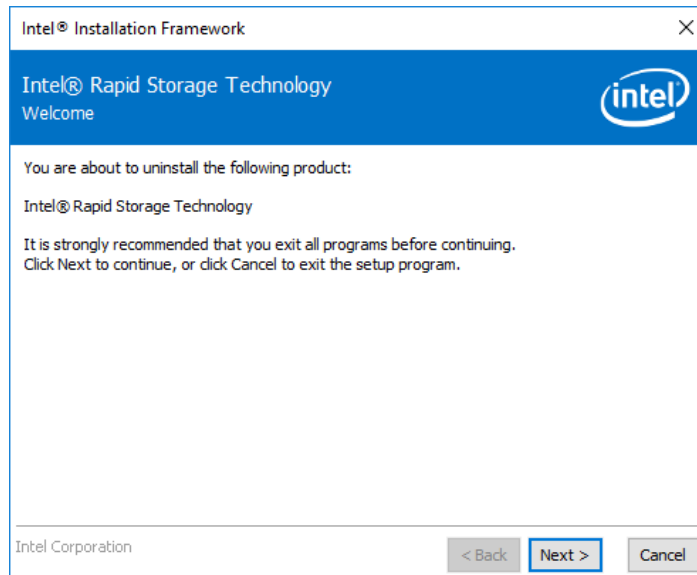 Intel® Installation Framework
Intel® Rapid Storage Technology
Welcome
intel
You are about to uninstall the following product:
Intel® Rapid Storage Technology
It is strongly recommended that you exit all programs before continuing.
Click Next to continue, or click Cancel to exit the setup program.
Intel Corporation
< Back Next > Cancel